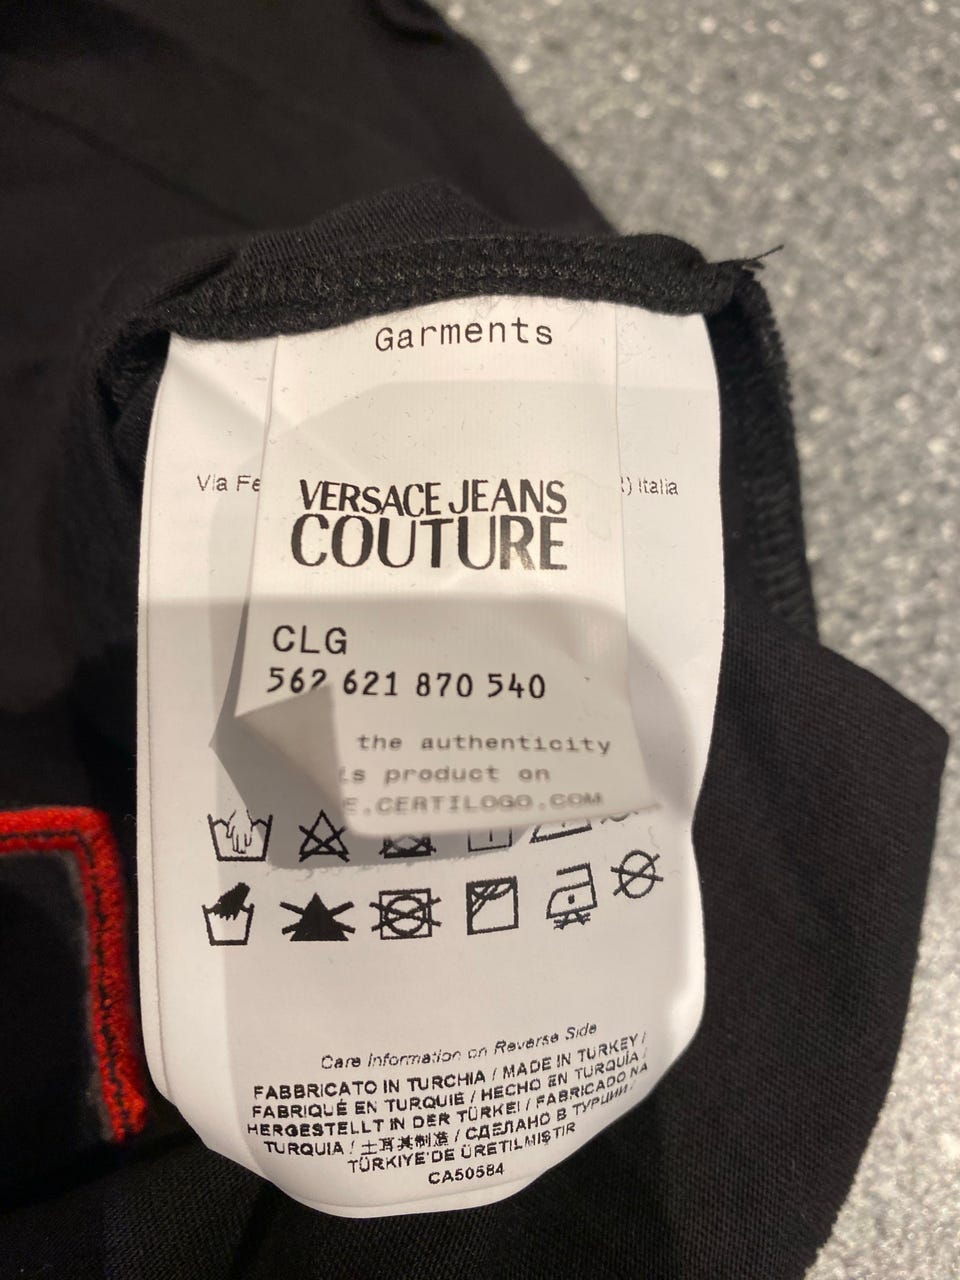 Garments
Via Fe
) Italia
VERSACE JEANS
COUTURE
CLG
562 621 870 540
the authenticity
s product on
E.CERTILOGO.COM
Care Information on Reverse Side
FABBRICATO IN TURCHIA / MADE IN TURKEY /
FABRIQUÉ EN TURQUIE / HECHO EN TURQUÍA /
HERGESTELLT IN DER TÜRKEI / FABRICADO NA
TURQUIA / 土耳其制造 / СДЕЛАНО В ТУРЦИИ /
TÜRKİYE'DE ÜRETİLMİŞTİR
CA50584